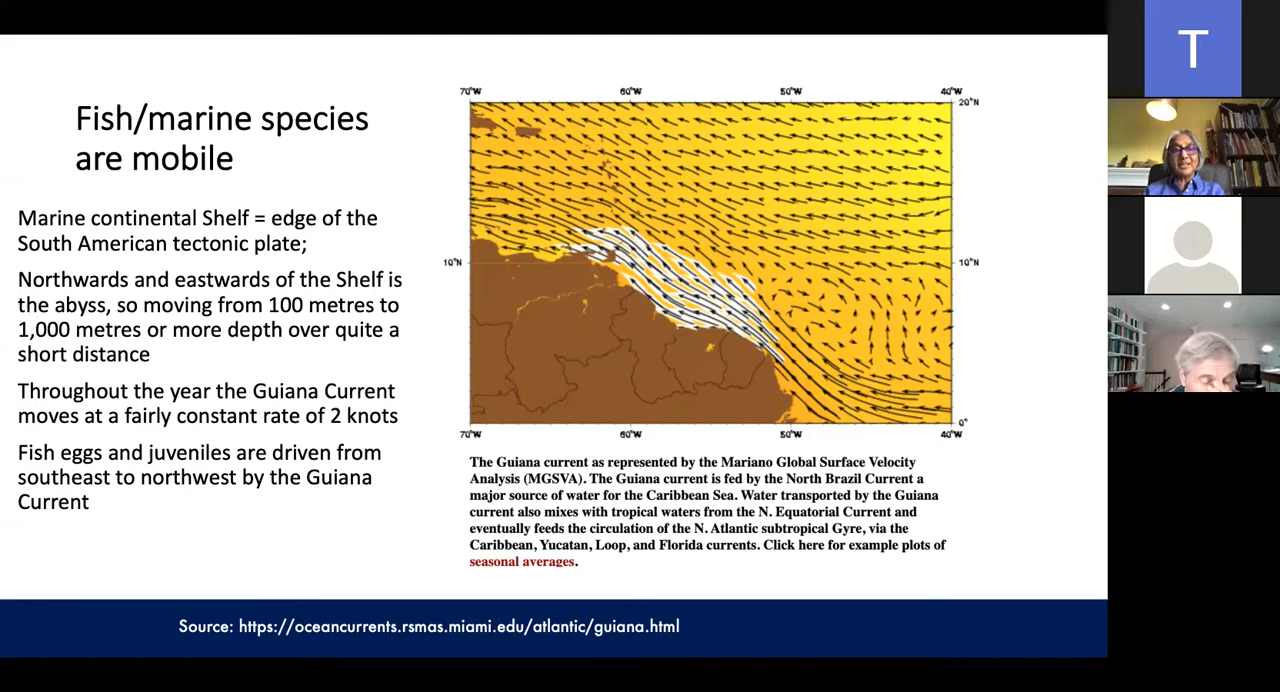 Fish/marine species
are mobile
Marine continental Shelf = edge of the
South American tectonic plate;
Northwards and eastwards of the Shelf is
the abyss, so moving from 100 metres to
1,000 metres or more depth over quite a
short distance
Throughout the year the Guiana Current
moves at a fairly constant rate of 2 knots
Fish eggs and juveniles are driven from
southeast to northwest by the Guiana
Current
70°W 60°W 50°W 40°W
20°N
10°N 10°N
0°
70°W 60°W 50°W 40°W
The Guiana current as represented by the Mariano Global Surface Velocity
Analysis (MGSVA). The Guiana current is fed by the North Brazil Current a
major source of water for the Caribbean Sea. Water transported by the Guiana
current also mixes with tropical waters from the N. Equatorial Current and
eventually feeds the circulation of the N. Atlantic subtropical Gyre, via the
Caribbean, Yucatan, Loop, and Florida currents. Click here for example plots of
seasonal averages.
Source: https://oceancurrents.rsmas.miami.edu/atlantic/guiana.html
T